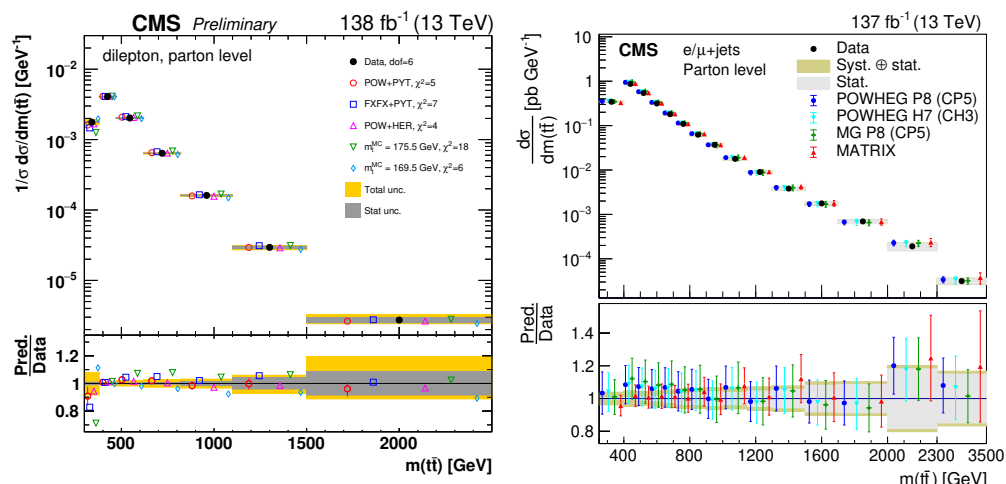 CMS Preliminary 138 fb⁻¹ (13 TeV)
dilepton, parton level
Data, dof=6
POW+PYT, χ²=5
FXFX+PYT, χ²=7
POW+HER, χ²=4
m_t^MC = 175.5 GeV, χ²=18
m_t^MC = 169.5 GeV, χ²=6
Total unc.
Stat unc.
1/σ dσ/dm(tt̄) [GeV⁻¹]
10⁻²
10⁻³
10⁻⁴
10⁻⁵
Pred.
Data
1.2
1.0
0.8
500 1000 1500 2000
m(tt̄) [GeV]
137 fb⁻¹ (13 TeV)
CMS e/μ+jets
Parton level
Data
Syst. ⊕ stat.
Stat.
POWHEG P8 (CP5)
POWHEG H7 (CH3)
MG P8 (CP5)
MATRIX
dσ
dm(tt̄) [pb GeV⁻¹]
10
1
10⁻¹
10⁻²
10⁻³
10⁻⁴
Pred.
Data
1.4
1.2
1.0
0.8
400 800 1200 1600 2000 2300 3500
m(tt̄) [GeV]